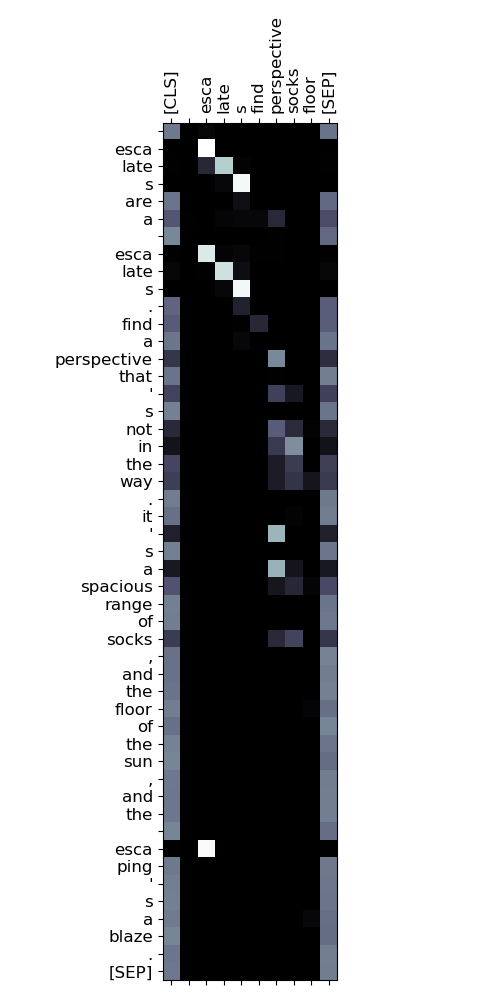 [CLS]
esca
late
s
find
perspective
socks
floor
[SEP]
esca
late
s
are
a
esca
late
s
.
find
a
perspective
that
'
s
not
in
the
way
.
it
'
s
a
spacious
range
of
socks
,
and
the
floor
of
the
sun
,
and
the
esca
ping
'
s
a
blaze
.
[SEP]